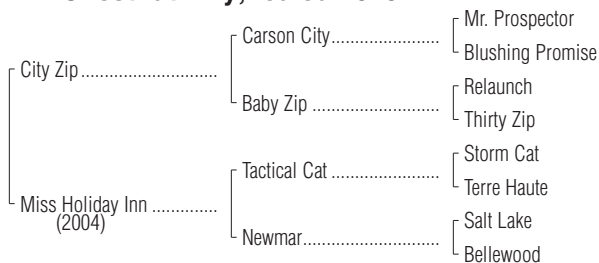 Mr. Prospector
Carson City
Blushing Promise
City Zip
Relaunch
Baby Zip
Thirty Zip
Storm Cat
Tactical Cat
Terre Haute
Miss Holiday Inn
(2004)
Salt Lake
Newmar
Bellewood